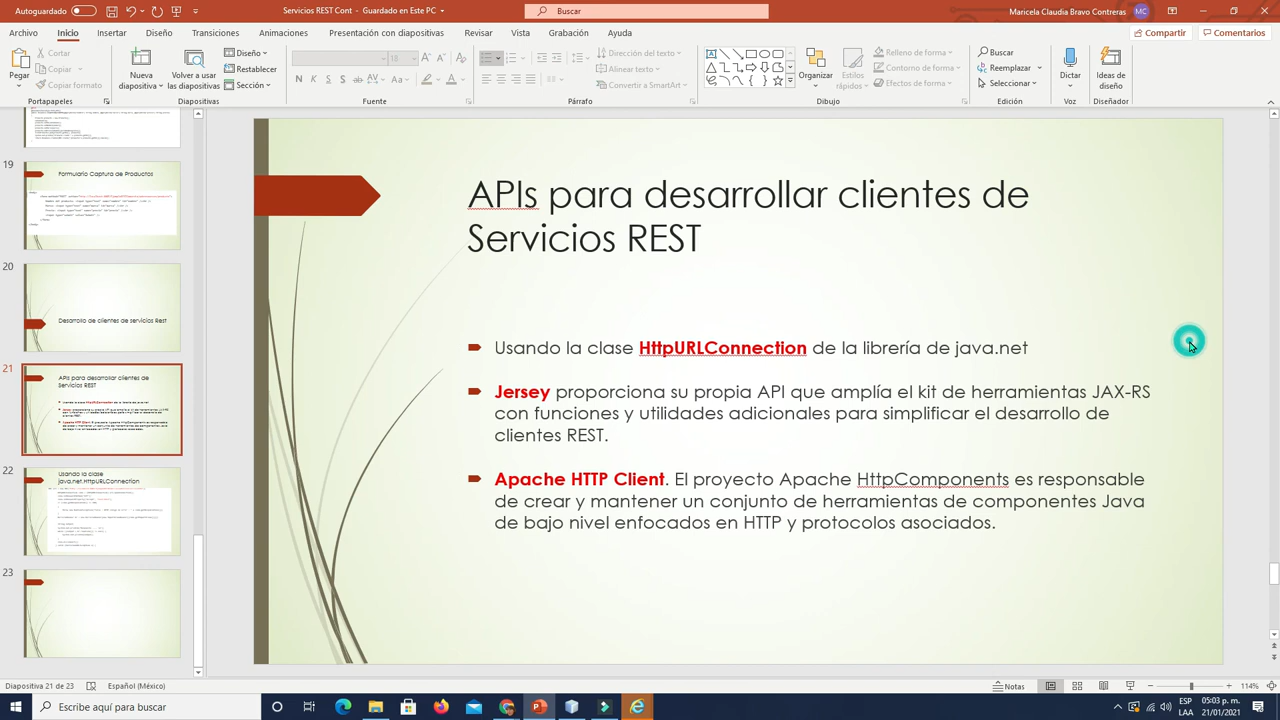 Autoguardado
Servicios REST Cont - Guardado en Este PC
Buscar
MC
Archivo Inicio Insertar Diseño Transiciones Animaciones Presentación con diapositivas Revisar Vista Grabación Ayuda
Compartir Comentarios
Pegar
Cortar
Copiar
Copiar formato
Portapapeles
Nueva diapositiva
Volver a usar las diapositivas
Diseño
Restablecer
Sección
Diapositivas
18
N K S S ab AV Aa A
Fuente
Dirección del texto
Alinear texto
Convertir a SmartArt
Párrafo
Organizar
Estilos rápidos
Relleno de forma
Contorno de forma
Efectos de forma
Dibujo
Buscar
Reemplazar
Seleccionar
Edición
Dictar
Voz
Ideas de diseño
Diseñador
19
Formulario Captura de Productos
20
Desarrollo de clientes de servicios Rest
21
APIs para desarrollar clientes de
Servicios REST
22
Usando la clase
java.net.HttpURLConnection
23
APIs para desarrollar clientes de
Servicios REST
Usando la clase HttpURLConnection de la librería de java.net
Jersey proporciona su propia API que amplía el kit de herramientas JAX-RS
con funciones y utilidades adicionales para simplificar el desarrollo de
clientes REST.
Apache HTTP Client. El proyecto Apache HttpComponents es responsable
de crear y mantener un conjunto de herramientas de componentes Java
de bajo nivel enfocados en HTTP y protocolos asociados.
Diapositiva 21 de 23
Español (México)
Notas
114%
Escribe aquí para buscar
ESP
LAA
05:03 p. m.
21/01/2021